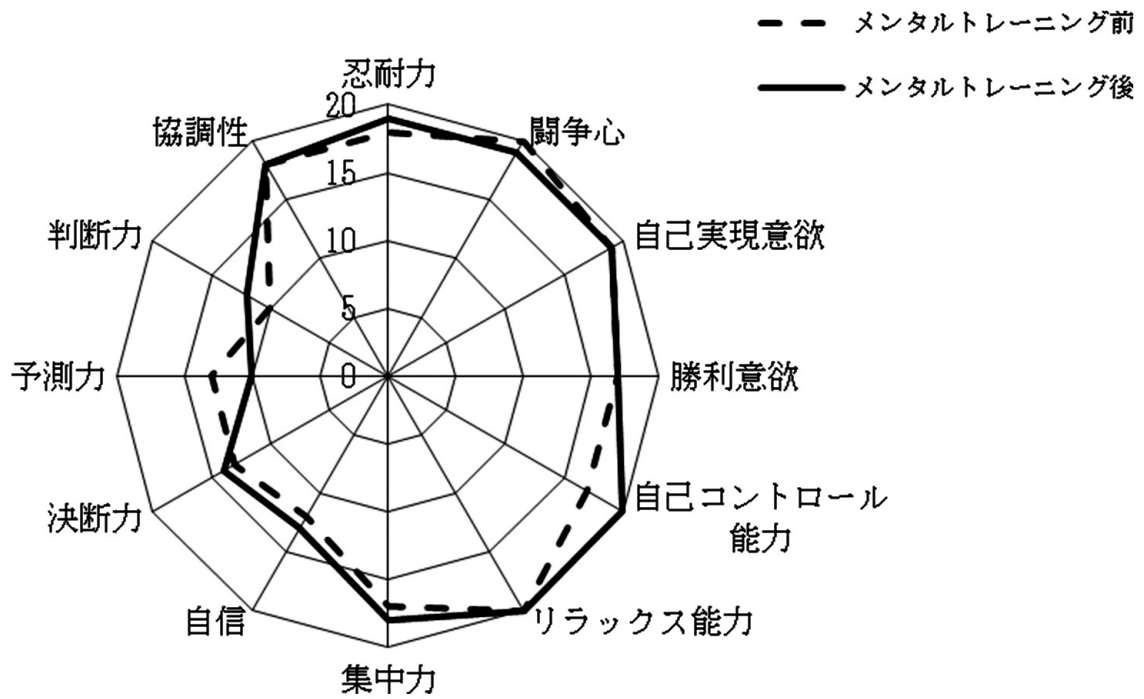 メンタルトレーニング前
メンタルトレーニング後
忍耐力
闘争心
自己実現意欲
勝利意欲
自己コントロール
能力
リラックス能力
集中力
自信
決断力
予測力
判断力
協調性
20
15
10
5
0